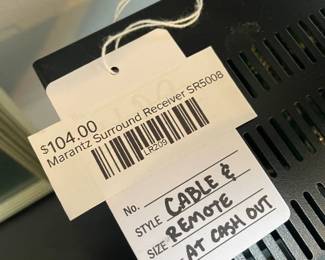 $104.00
Marantz Surround Receiver SR5008
LR209
No.
STYLE CABLE &
SIZE REMOTE
AT CASH OUT